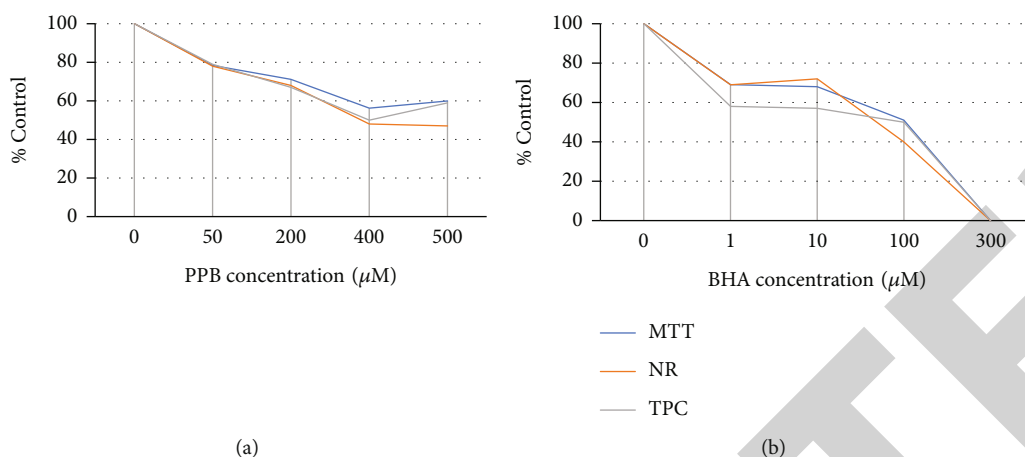 100
80
60
40
20
0
% Control
0 50 200 400 500
PPB concentration (μM)
(a)
100
80
60
40
20
0
% Control
0 1 10 100 300
BHA concentration (μM)
MTT
NR
TPC
(b)